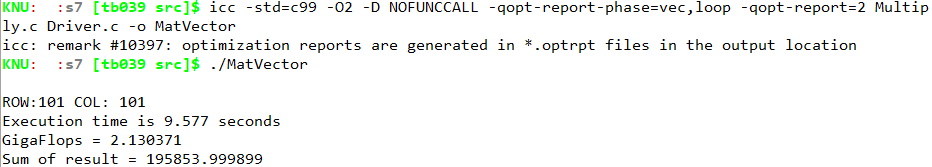 KNU:  :s7 [tb039 src]$ icc -std=c99 -O2 -D NOFUNCCALL -qopt-report-phase=vec,loop -qopt-report=2 Multip
ly.c Driver.c -o MatVector
icc: remark #10397: optimization reports are generated in *.optrpt files in the output location
KNU:  :s7 [tb039 src]$ ./MatVector
ROW:101 COL: 101
Execution time is 9.577 seconds
GigaFlops = 2.130371
Sum of result = 195853.999899